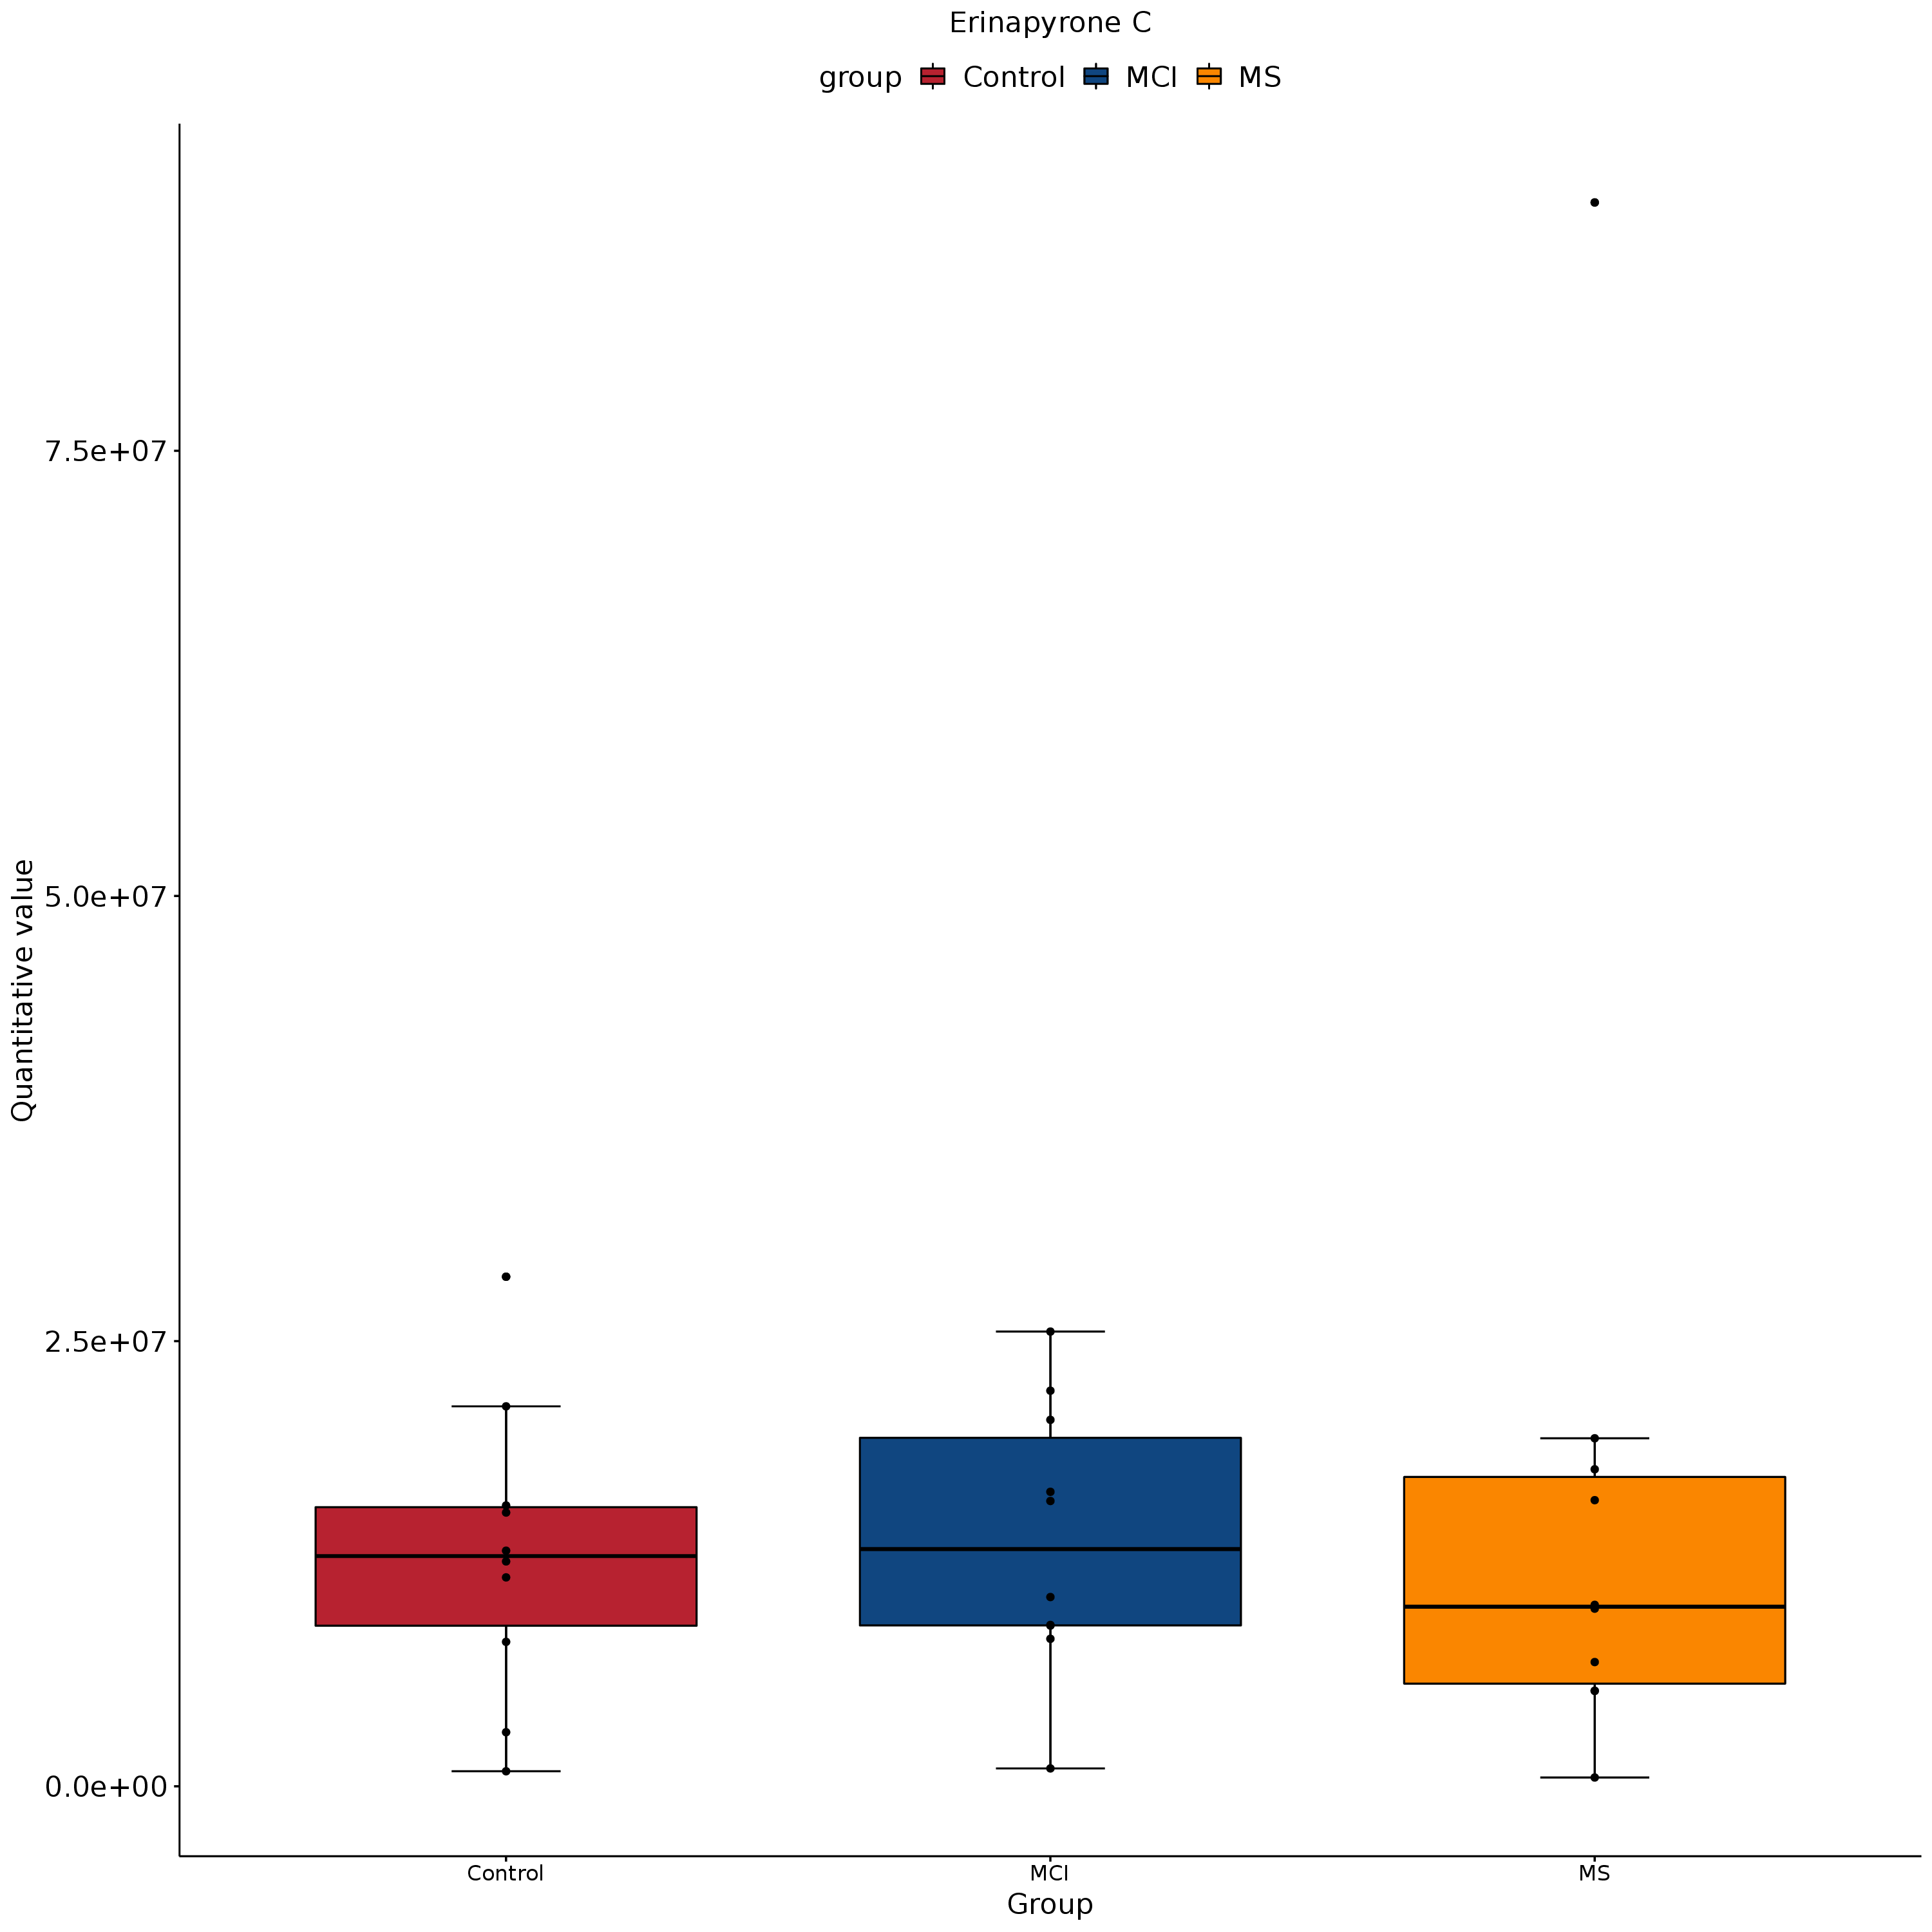 Erinapyrone C
group Control MCI MS
Quantitative value
7.5e+07
5.0e+07
2.5e+07
0.0e+00
Control MCI MS
Group